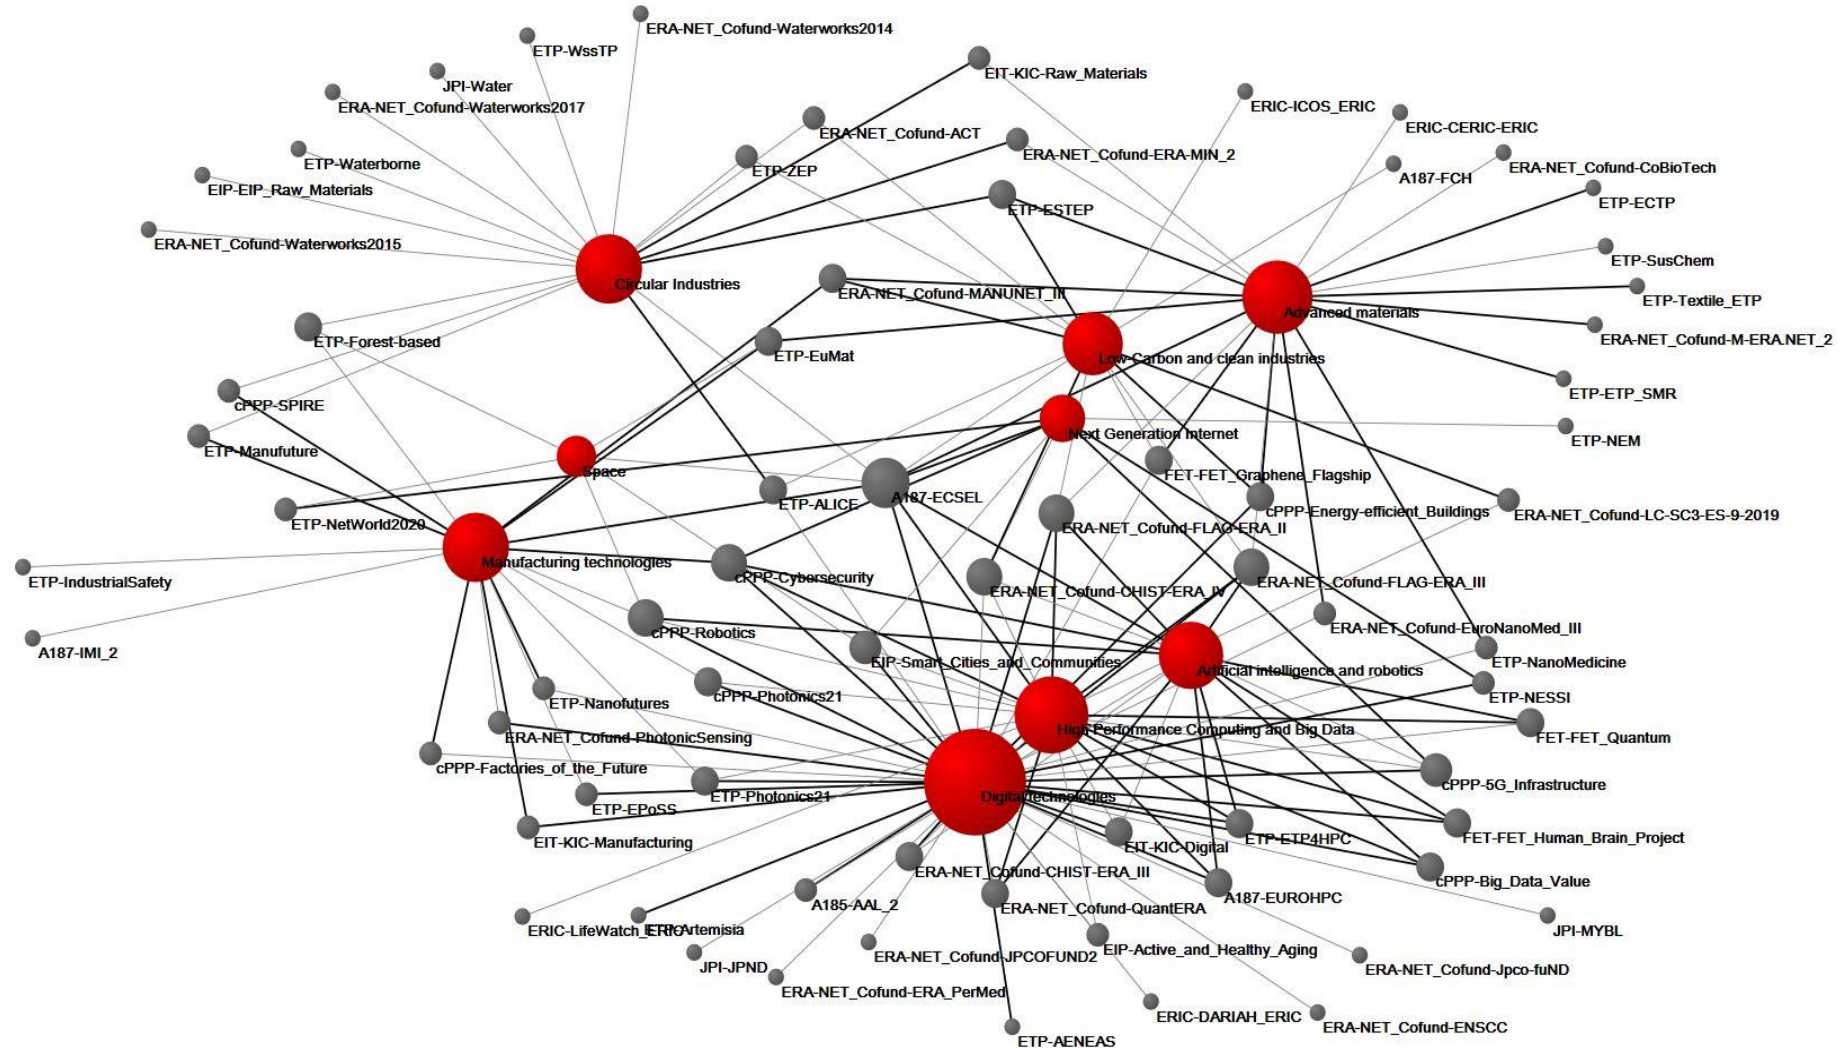 ERA-NET_Cofund-Waterworks2014
ETP-WssTP
EIT-KIC-Raw_Materials
JPI-Water
ERA-NET_Cofund-Waterworks2017
ERIC-ICOS_ERIC
ERIC-CERIC-ERIC
ERA-NET_Cofund-ACT
ERA-NET_Cofund-ERA-MIN_2
ETP-Waterborne
ETP-ZEP
ERA-NET_Cofund-CoBioTech
A187-FCH
EIP-EIP_Raw_Materials
ETP-ECTP
ETP-ESTEP
ERA-NET_Cofund-Waterworks2015
ETP-SusChem
Circular Industries
ERA-NET_Cofund-MANUNET_III
ETP-Textile_ETP
Advanced materials
ETP-Forest-based
ERA-NET_Cofund-M-ERA.NET_2
ETP-EuMat
Low-Carbon and clean industries
ETP-ETP_SMR
cPPP-SPIRE
Next Generation Internet
ETP-NEM
ETP-Manufuture
Space
FET-FET_Graphene_Flagship
A187-ECSEL
ETP-ALICE
cPPP-Energy-efficient_Buildings
ERA-NET_Cofund-LC-SC3-ES-9-2019
ETP-NetWorld2020
ERA-NET_Cofund-FLAG-ERA_II
Manufacturing technologies
cPPP-Cybersecurity
ETP-IndustrialSafety
ERA-NET_Cofund-FLAG-ERA_III
ERA-NET_Cofund-CHIST-ERA_IV
ERA-NET_Cofund-EuroNanoMed_III
cPPP-Robotics
A187-IMI_2
EIP-Smart_Cities_and_Communities
ETP-NanoMedicine
Artificial intelligence and robotics
cPPP-Photonics21
ETP-NESSI
ETP-Nanofutures
High Performance Computing and Big Data
ERA-NET_Cofund-PhotonicSensing
FET-FET_Quantum
cPPP-Factories_of_the_Future
cPPP-5G_Infrastructure
ETP-Photonics21
Digital technologies
ETP-EPoSS
EIT-KIC-Manufacturing
EIT-KIC-Digital
ETP-ETP4HPC
FET-FET_Human_Brain_Project
ERA-NET_Cofund-CHIST-ERA_III
cPPP-Big_Data_Value
A185-AAL_2
A187-EUROHPC
ERA-NET_Cofund-QuantERA
ERIC-LifeWatch_ERIC
ETP-Artemisia
JPI-MYBL
EIP-Active_and_Healthy_Aging
ERA-NET_Cofund-JPCOFUND2
JPI-JPND
ERA-NET_Cofund-Jpco-fuND
ERA-NET_Cofund-ERA_PerMed
ERIC-DARIAH_ERIC
ERA-NET_Cofund-ENSCC
ETP-AENEAS